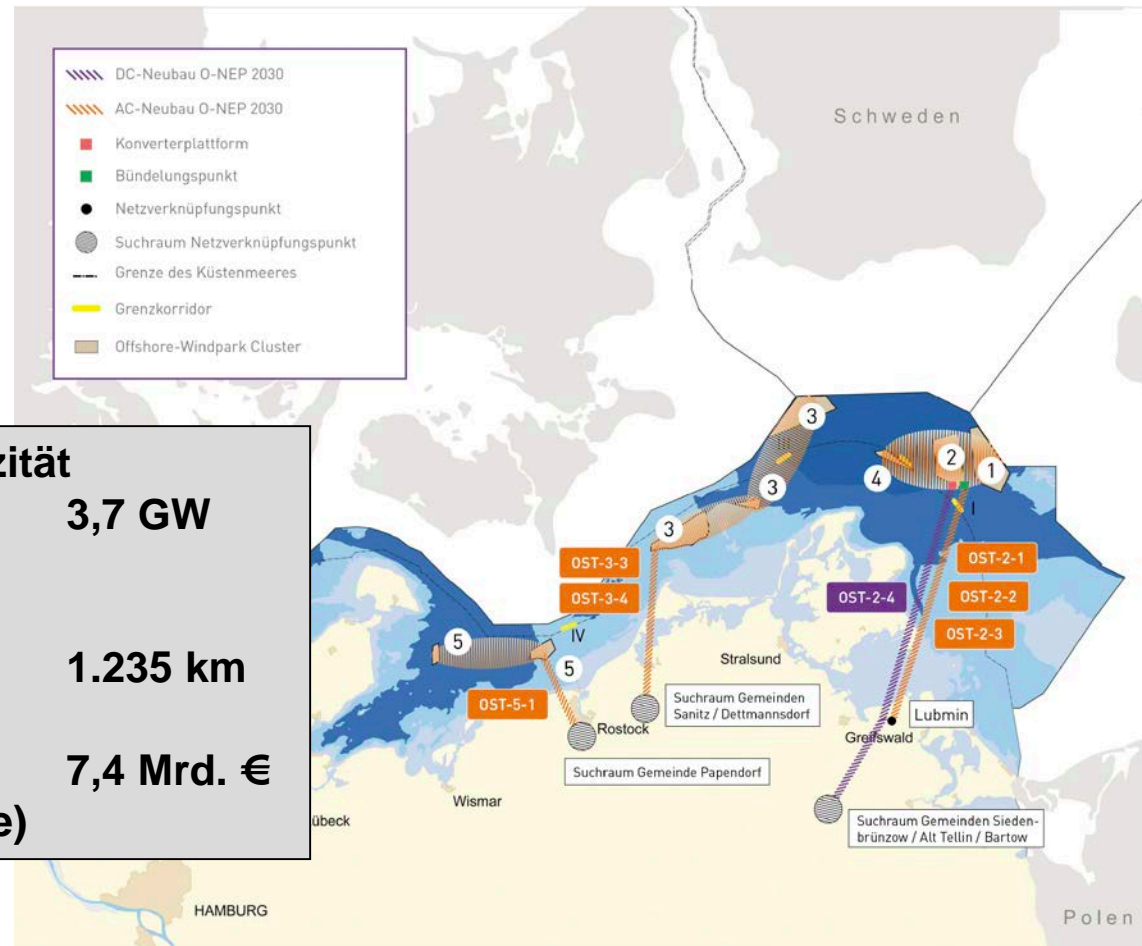 DC-Neubau O-NEP 2030
AC-Neubau O-NEP 2030
Konverterplattform
Bündelungspunkt
Netzverknüpfungspunkt
Suchraum Netzverknüpfungspunkt
Grenze des Küstenmeeres
Grenzkorridor
Offshore-Windpark Cluster
Schweden
zität
3,7 GW
1.235 km
7,4 Mrd. €
e)
3
3
3
4
2
1
I
OST-3-3
OST-3-4
IV
OST-2-4
OST-2-1
OST-2-2
OST-2-3
5
5
OST-5-1
Stralsund
Suchraum Gemeinden
Sanitz / Dettmannsdorf
Rostock
Lubmin
Greifswald
Suchraum Gemeinde Papendorf
Wismar
übeck
Suchraum Gemeinden Sieden-
brünzow / Alt Tellin / Bartow
HAMBURG
Polen